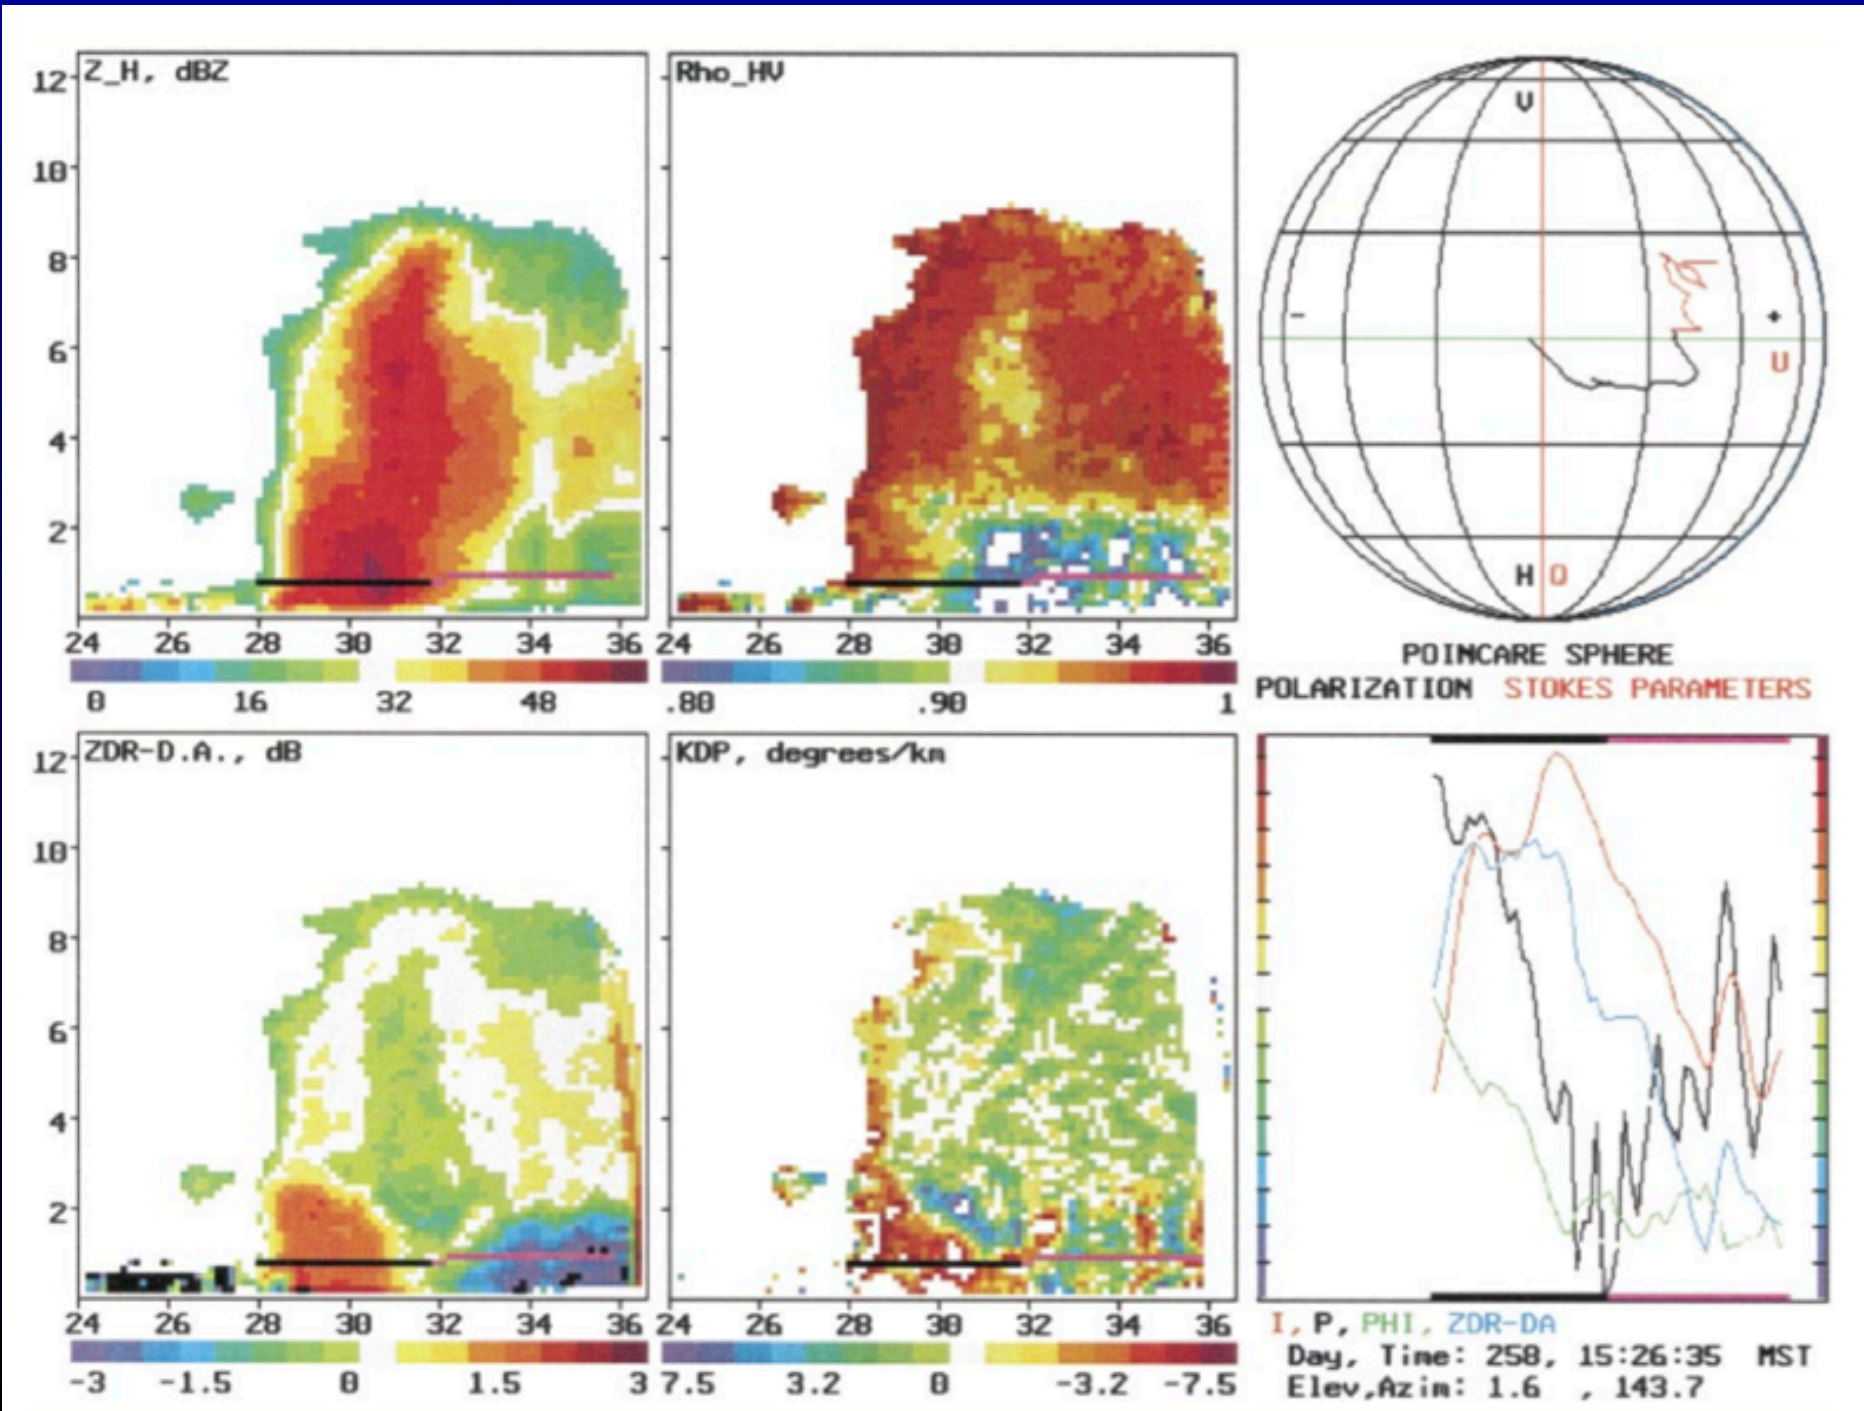 Z_H, dBZ
12
10
8
6
4
2
24 26 28 30 32 34 36
0 16 32 48
Rho_HV
24 26 28 30 32 34 36
.80 .90 1
V
- +
U
H O
POINCARE SPHERE
POLARIZATION STOKES PARAMETERS
ZDR-D.A., dB
12
10
8
6
4
2
24 26 28 30 32 34 36
-3 -1.5 0 1.5 3
KDP, degrees/km
24 26 28 30 32 34 36
7.5 3.2 0 -3.2 -7.5
I, P, PHI, ZDR-DA
Day, Time: 258, 15:26:35 MST
Elev,Azim: 1.6 , 143.7